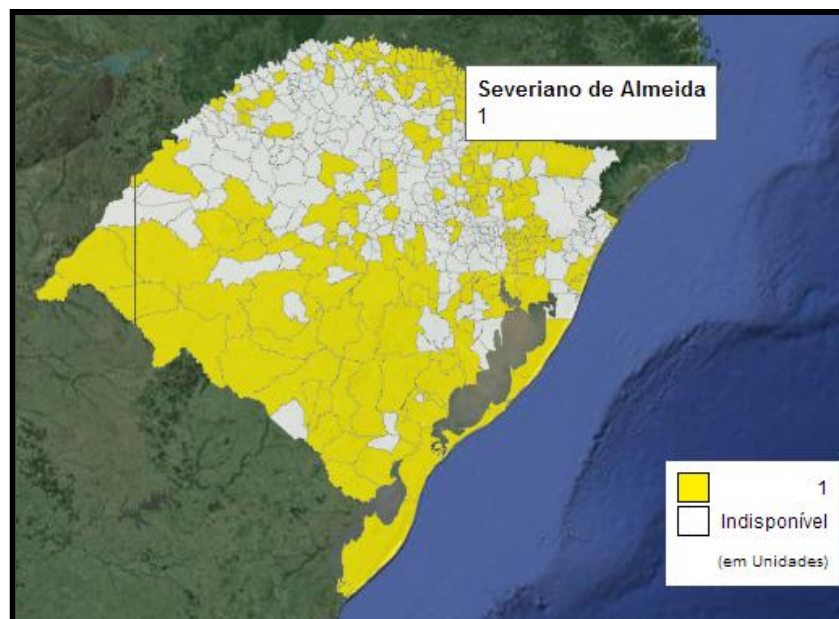 Severiano de Almeida
1
1
Indisponível
(em Unidades)